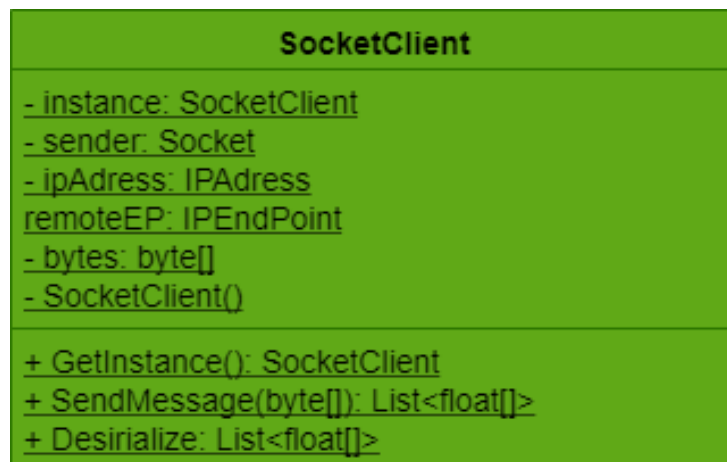 SocketClient
- instance: SocketClient
- sender: Socket
- ipAdress: IPAdress
remoteEP: IPEndPoint
- bytes: byte[]
- SocketClient()
+ GetInstance(): SocketClient
+ SendMessage(byte[]): List<float[]>
+ Desirialize: List<float[]>